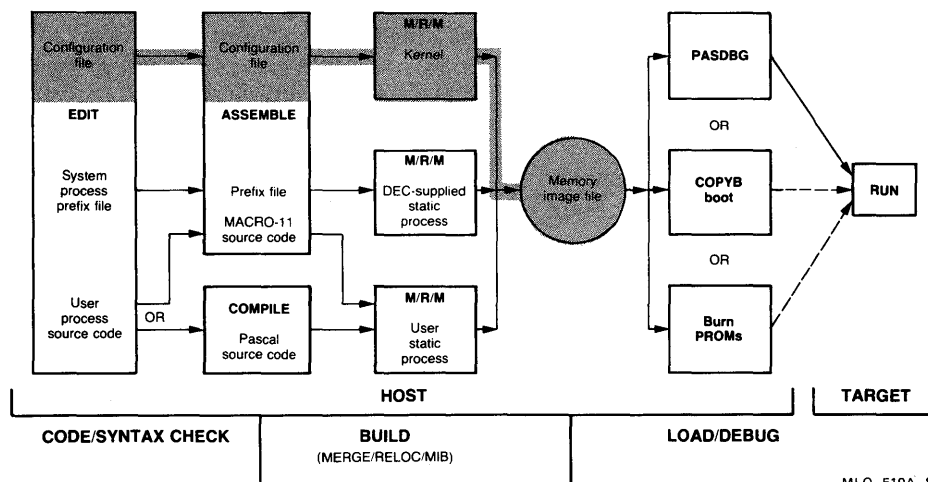 Configuration
file
EDIT
System
process
prefix file
User
process
source code
OR
Configuration
file
ASSEMBLE
Prefix file
MACRO-11
source code
COMPILE
Pascal
source code
M/R/M
Kernel
M/R/M
DEC-supplied
static
process
M/R/M
User
static
process
Memory
image file
PASDBG
OR
COPYB
boot
OR
Burn
PROMs
RUN
HOST
TARGET
CODE/SYNTAX CHECK
BUILD
(MERGE/RELOC/MIB)
LOAD/DEBUG